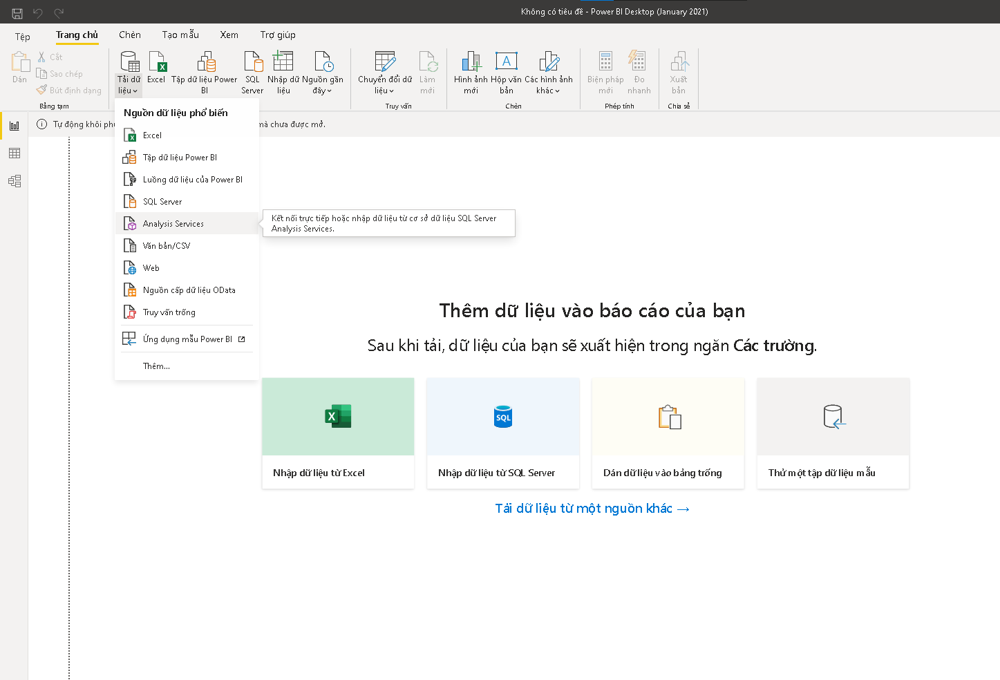 Không có tiêu đề - Power BI Desktop (January 2021)
Tệp
Trang chủ
Chèn
Tạo mẫu
Xem
Trợ giúp
Dán
Cắt
Sao chép
Bút định dạng
Bảng tạm
Tải dữ
liệu
Excel
Tập dữ liệu Power
BI
SQL
Server
Nhập dữ
liệu
Nguồn gần
đây
Chuyển đổi dữ
liệu
Làm
mới
Truy vấn
Hình ảnh
mới
Hộp văn
bản
Các hình ảnh
khác
Chèn
Biện pháp
mới
Đo
nhanh
Phép tính
Xuất
bản
Chia sẻ
Tự động khôi
mà chưa được mở.
Nguồn dữ liệu phổ biến
Excel
Tập dữ liệu Power BI
Luồng dữ liệu của Power BI
SQL Server
Analysis Services
Văn bản/CSV
Web
Nguồn cấp dữ liệu OData
Truy vấn trống
Ứng dụng mẫu Power BI
Thêm...
Kết nối trực tiếp hoặc nhập dữ liệu từ cơ sở dữ liệu SQL Server
Analysis Services.
Thêm dữ liệu vào báo cáo của bạn
Sau khi tải, dữ liệu của bạn sẽ xuất hiện trong ngăn Các trường.
SQL
Nhập dữ liệu từ Excel
Nhập dữ liệu từ SQL Server
Dán dữ liệu vào bảng trống
Thử một tập dữ liệu mẫu
Tải dữ liệu từ một nguồn khác →